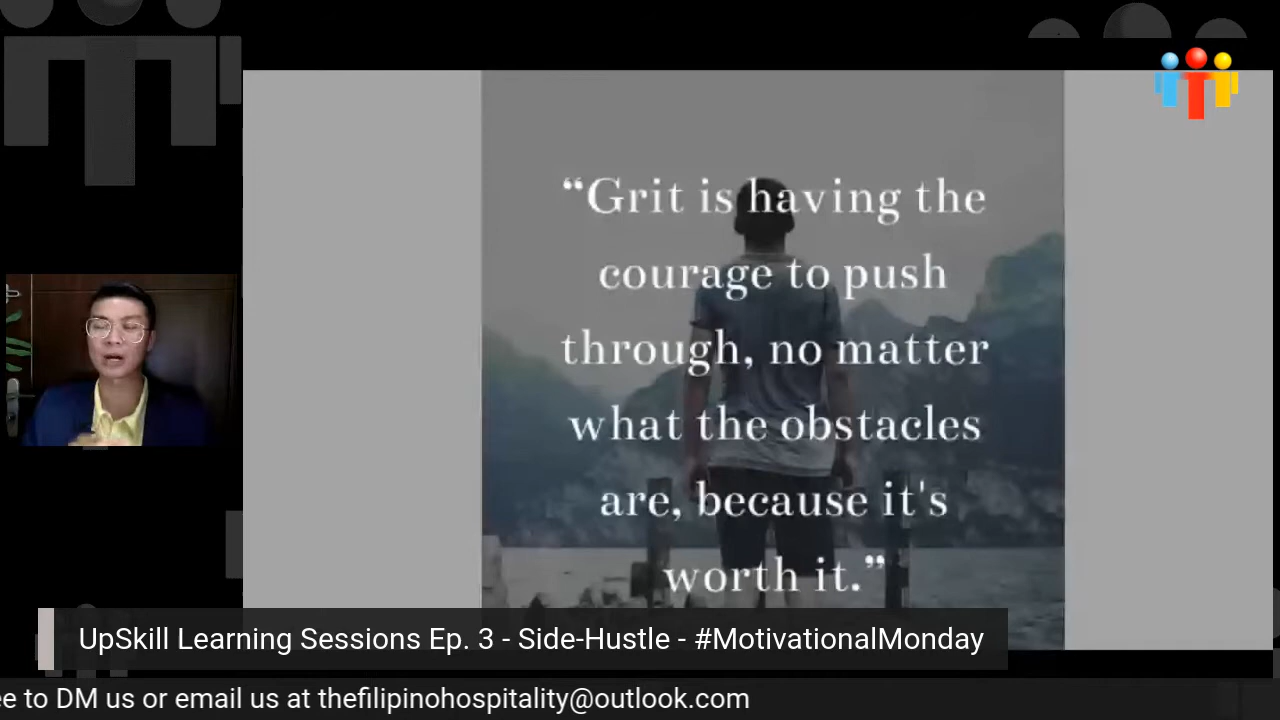 “Grit is having the
courage to push
through, no matter
what the obstacles
are, because it's
worth it.”
UpSkill Learning Sessions Ep. 3 - Side-Hustle - #MotivationalMonday
to DM us or email us at thefilipinohospitality@outlook.com